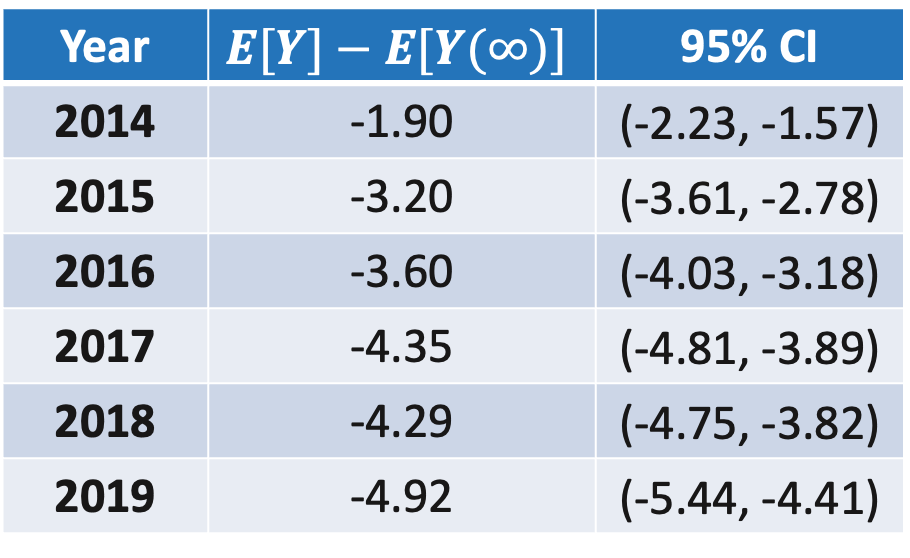 Year E[Y] − E[Y(∞)] 95% CI
2014 -1.90 (-2.23, -1.57)
2015 -3.20 (-3.61, -2.78)
2016 -3.60 (-4.03, -3.18)
2017 -4.35 (-4.81, -3.89)
2018 -4.29 (-4.75, -3.82)
2019 -4.92 (-5.44, -4.41)